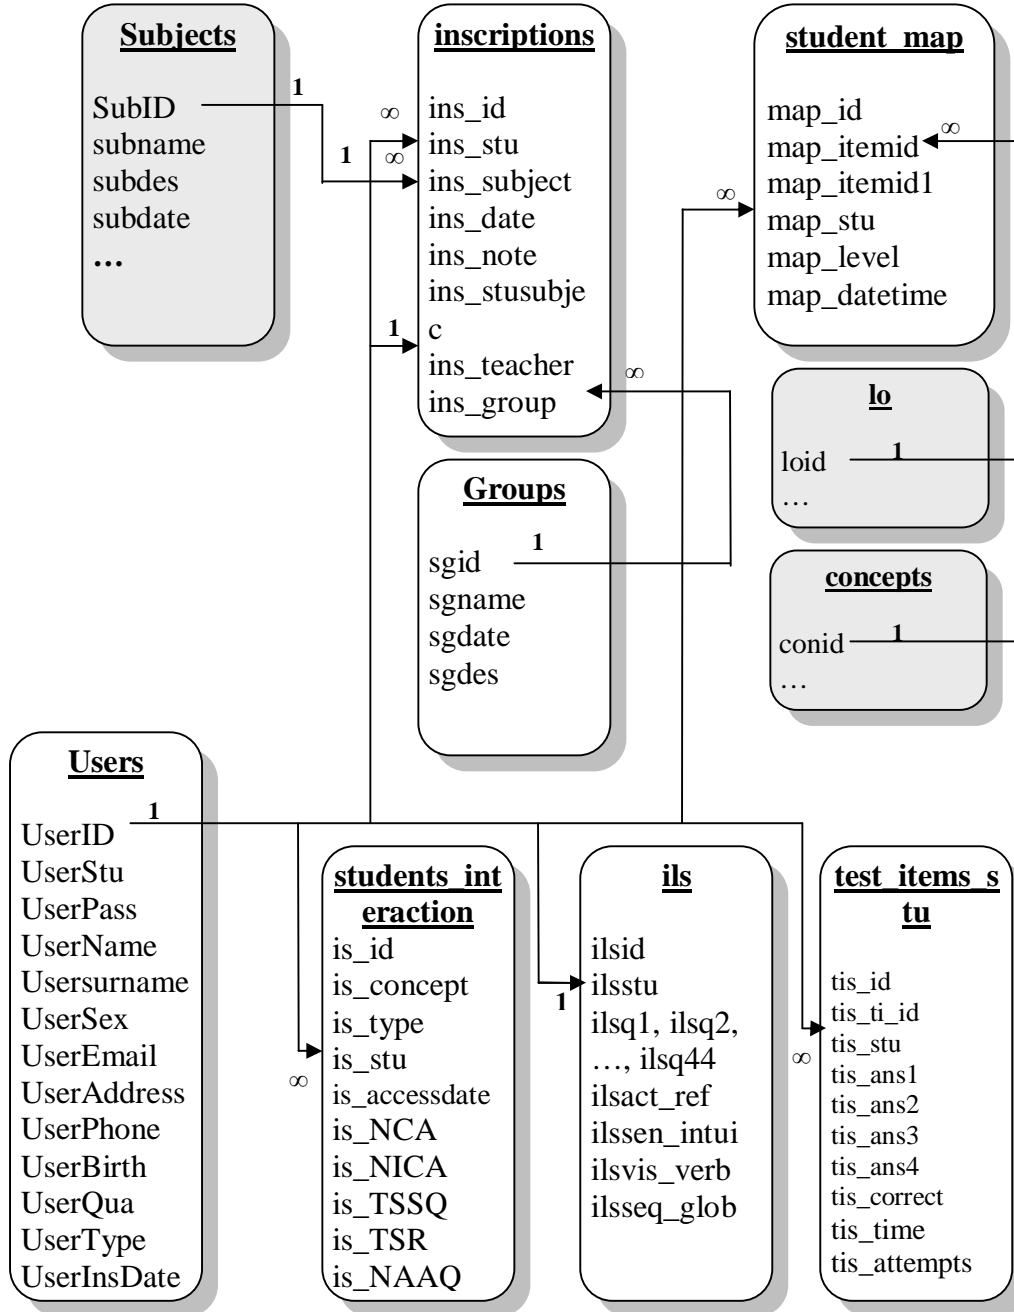 Subjects
SubID
subname
subdes
subdate
...
1
1
∞
∞
1
inscriptions
ins_id
ins_stu
ins_subject
ins_date
ins_note
ins_stusubje
c
ins_teacher
ins_group
∞
student_map
map_id
map_itemid
map_itemid1
map_stu
map_level
map_datetime
∞
∞
lo
loid
1
…
Groups
sgid
sgname
sgdate
sgdes
1
concepts
conid
1
…
Users
1
UserID
UserStu
UserPass
UserName
Usersurname
UserSex
UserEmail
UserAddress
UserPhone
UserBirth
UserQua
UserType
UserInsDate
students_int
eraction
is_id
is_concept
is_type
is_stu
is_accessdate
is_NCA
is_NICA
is_TSSQ
is_TSR
is_NAAQ
∞
ils
ilsid
ilsstu
ilsq1, ilsq2,
…, ilsq44
ilsact_ref
ilssen_intui
ilsvis_verb
ilsseq_glob
1
test_items_s
tu
tis_id
tis_ti_id
tis_stu
tis_ans1
tis_ans2
tis_ans3
tis_ans4
tis_correct
tis_time
tis_attempts
∞